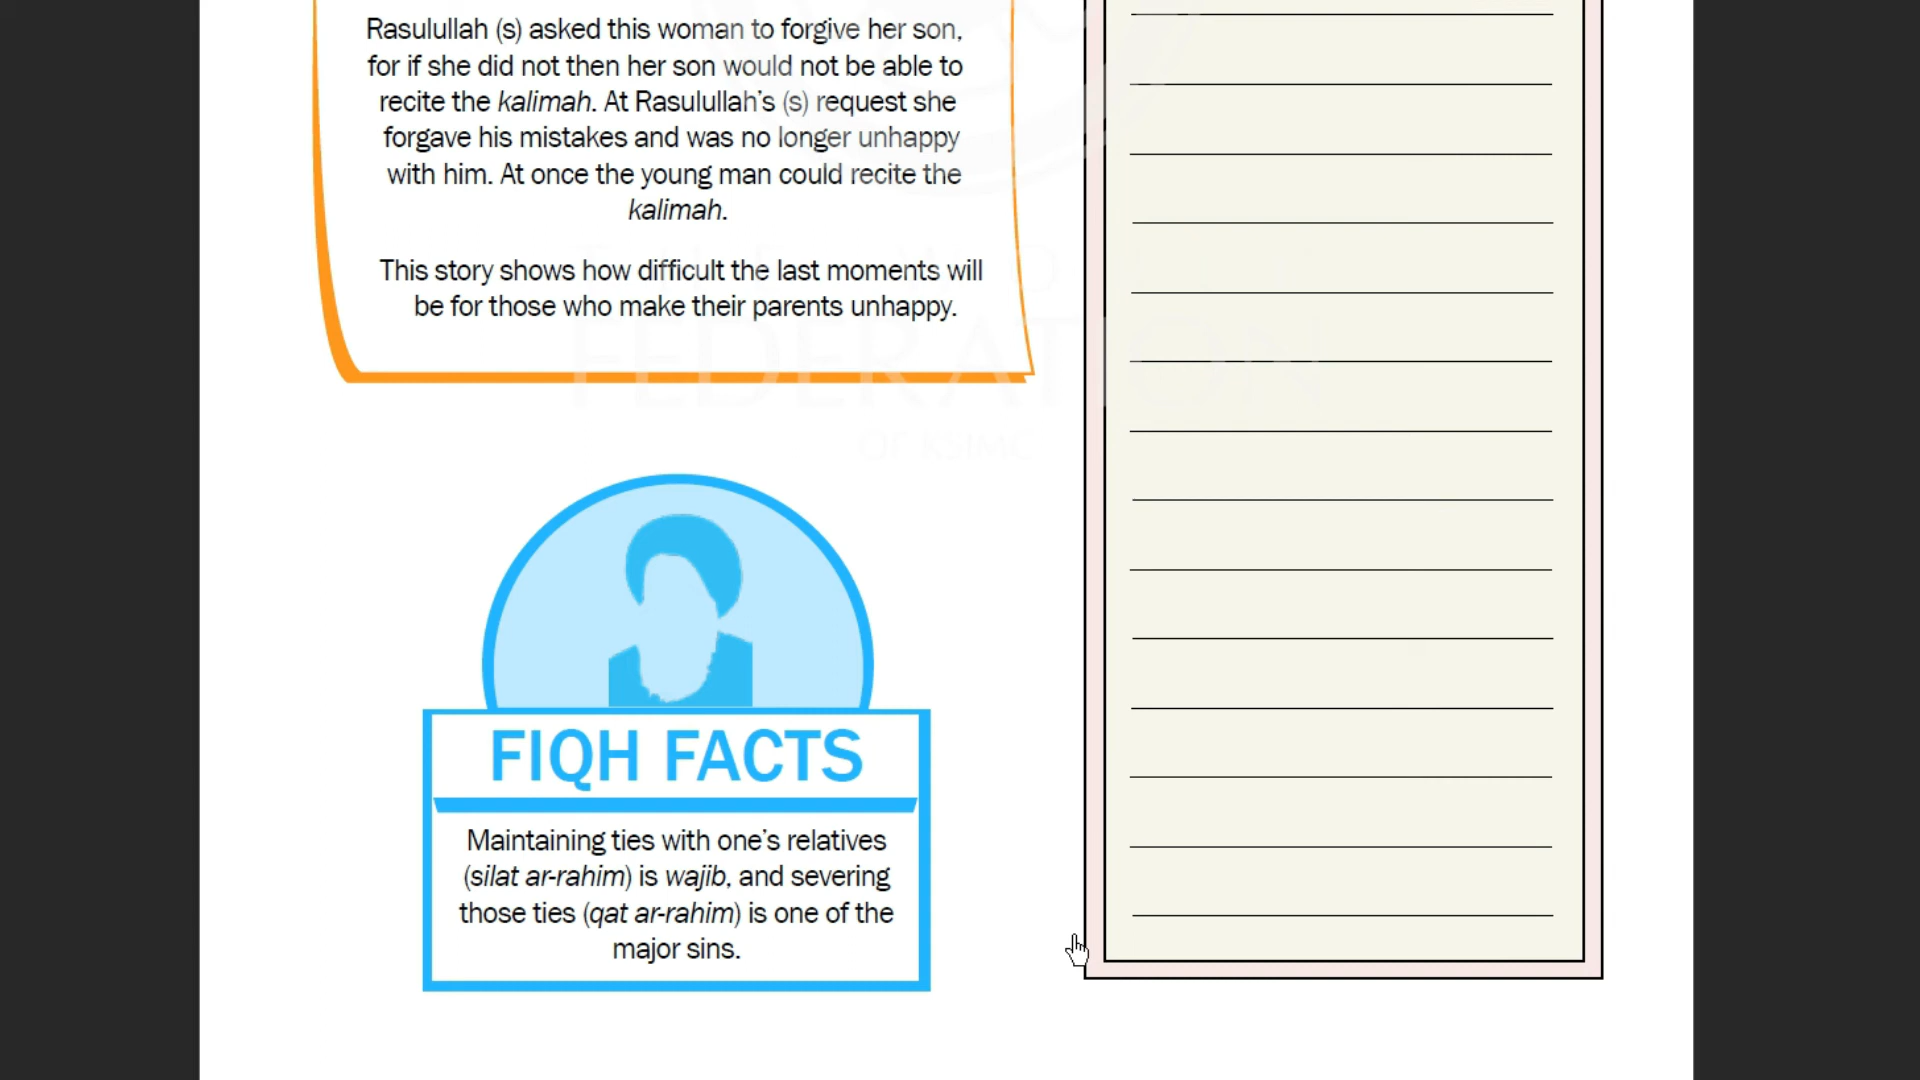 Rasulullah (s) asked this woman to forgive her son,
for if she did not then her son would not be able to
recite the kalimah. At Rasulullah’s (s) request she
forgave his mistakes and was no longer unhappy
with him. At once the young man could recite the
kalimah.
This story shows how difficult the last moments will
be for those who make their parents unhappy.
FEDERATION
OF KSIMC
FIQH FACTS
Maintaining ties with one’s relatives
(silat ar-rahim) is wajib, and severing
those ties (qat ar-rahim) is one of the
major sins.